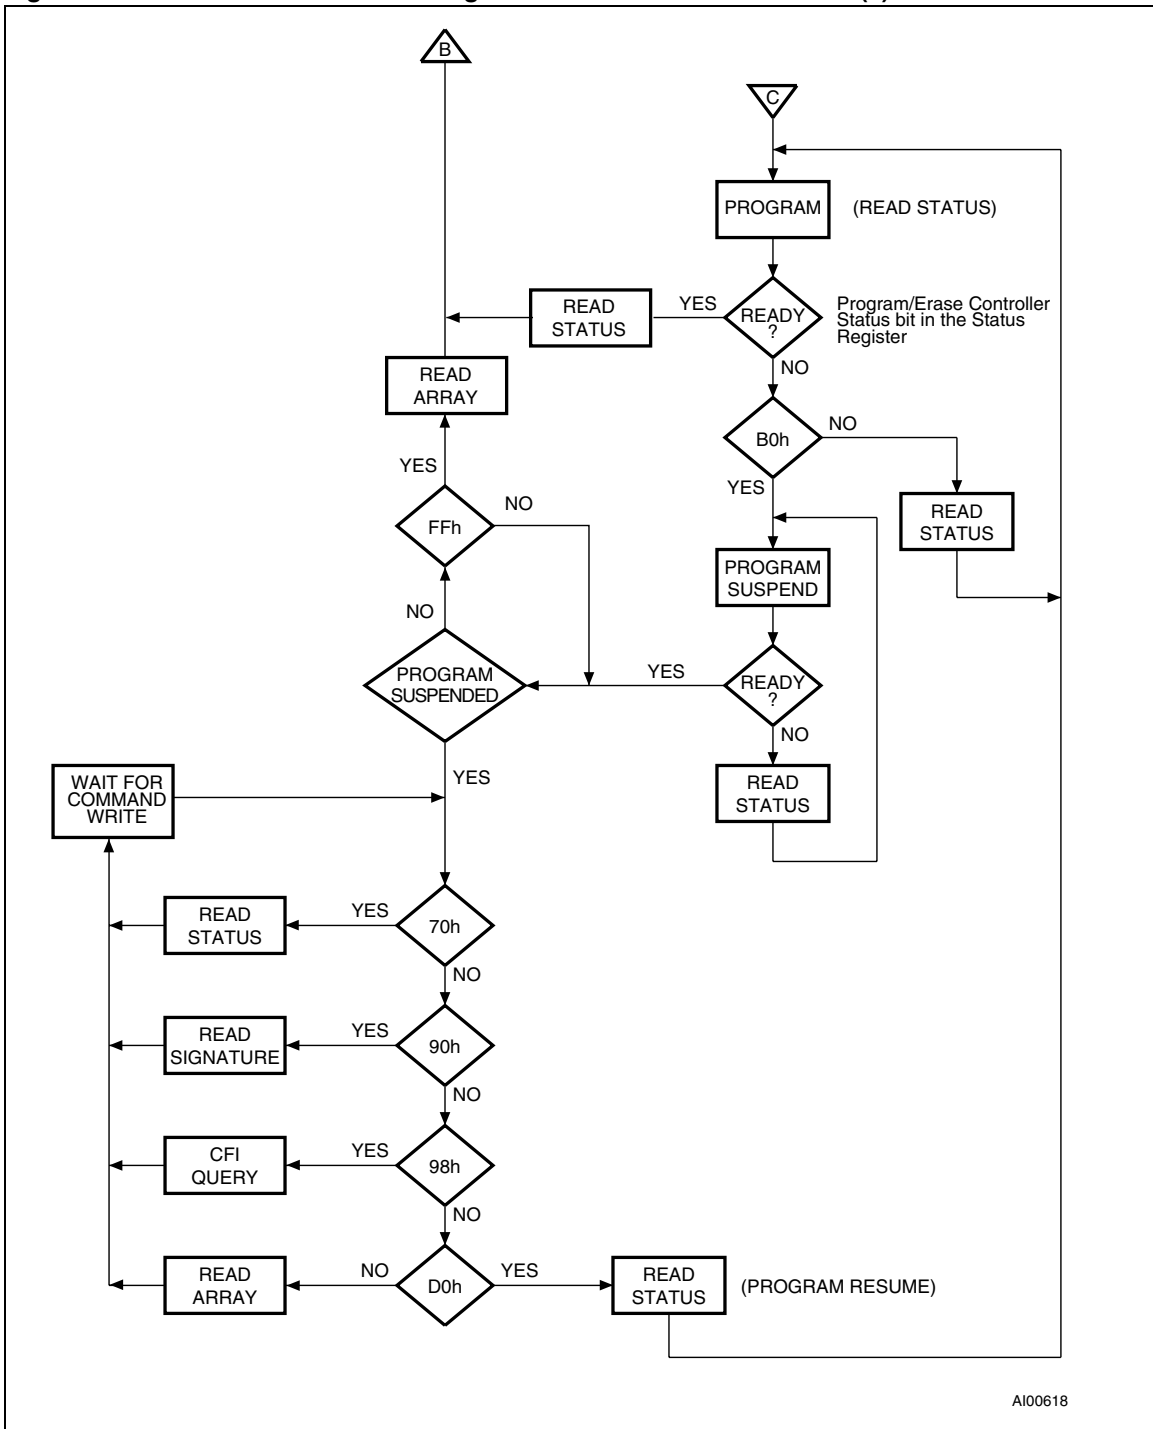 B
C
PROGRAM
(READ STATUS)
READ
STATUS
YES
READY
?
Program/Erase Controller
Status bit in the Status
Register
NO
READ
ARRAY
B0h
NO
YES
YES
FFh
NO
READ
STATUS
PROGRAM
SUSPEND
NO
PROGRAM
SUSPENDED
YES
READY
?
NO
YES
WAIT FOR
COMMAND
WRITE
READ
STATUS
READ
STATUS
YES
70h
NO
READ
SIGNATURE
YES
90h
NO
CFI
QUERY
YES
98h
NO
READ
ARRAY
NO
D0h
YES
READ
STATUS
(PROGRAM RESUME)
AI00618